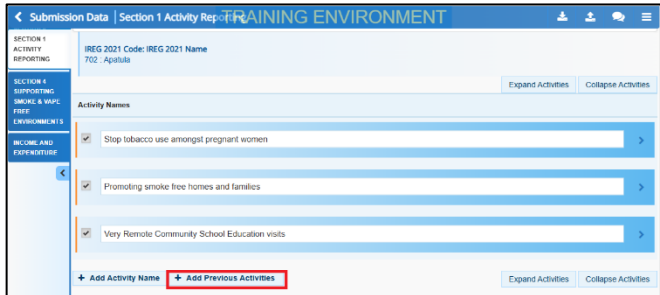 Submission Data | Section 1 Activity Reporting
TRAINING ENVIRONMENT
SECTION 1
ACTIVITY
REPORTING
SECTION 4
SUPPORTING
SMOKE & VAPE
FREE
ENVIRONMENTS
INCOME AND
EXPENDITURE
IREG 2021 Code: IREG 2021 Name
702 : Apatula
Expand Activities Collapse Activities
Activity Names
Stop tobacco use amongst pregnant women
Promoting smoke free homes and families
Very Remote Community School Education visits
+ Add Activity Name + Add Previous Activities
Expand Activities Collapse Activities